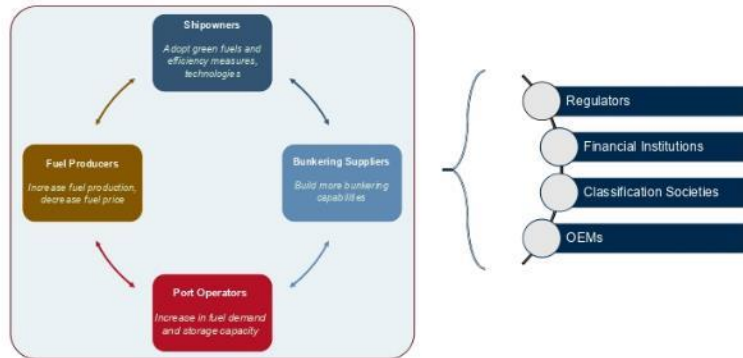 Shipowners
Adopt green fuels and
efficiency measures,
technologies
Fuel Producers
Increase fuel production,
decrease fuel price
Bunkering Suppliers
Build more bunkering
capabilities
Port Operators
Increase in fuel demand
and storage capacity
Regulators
Financial Institutions
Classification Societies
OEMs